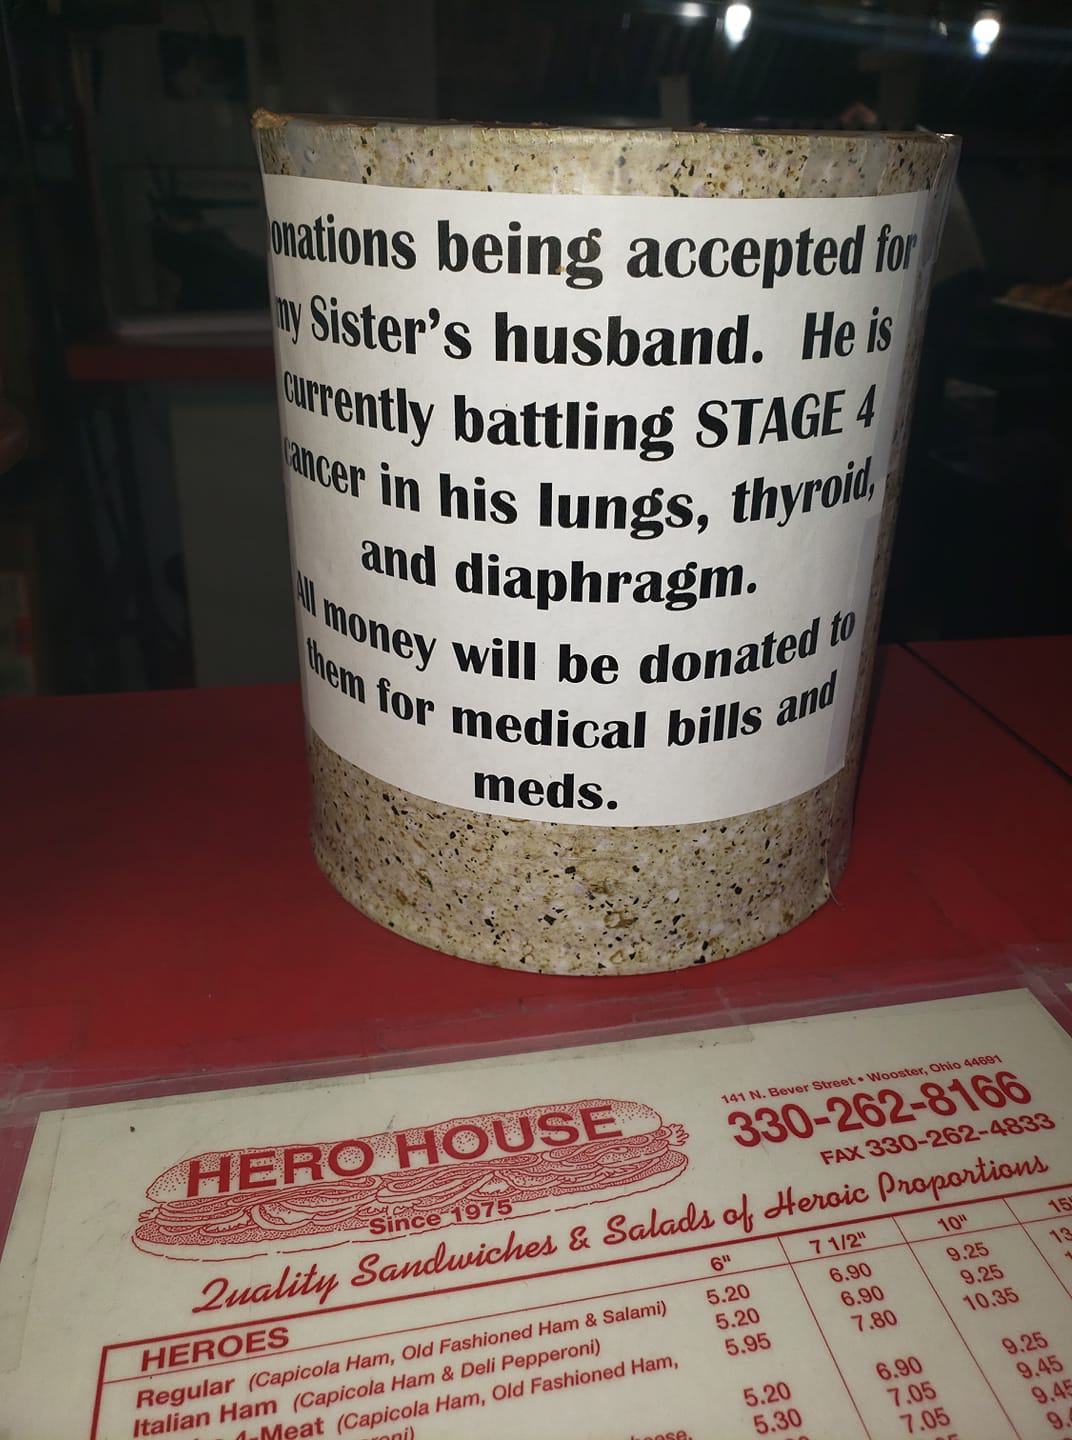 onations being accepted for
my Sister's husband. He is
currently battling STAGE 4
cancer in his lungs, thyroid,
and diaphragm.
All money will be donated to
them for medical bills and
meds.
141 N. Bever Street • Wooster, Ohio 44691
330-262-8166
FAX 330-262-4833
HERO HOUSE
Since 1975
Quality Sandwiches & Salads of Heroic Proportions
6" 7 1/2" 10" 15"
HEROES
Regular (Capicola Ham, Old Fashioned Ham & Salami) 5.20 6.90 9.25 13
Italian Ham (Capicola Ham & Deli Pepperoni) 5.20 6.90 9.25
4-Meat (Capicola Ham, Old Fashioned Ham, 5.95 7.80 10.35
5.20 6.90 9.25
5.30 7.05 9.45
7.05 9.45